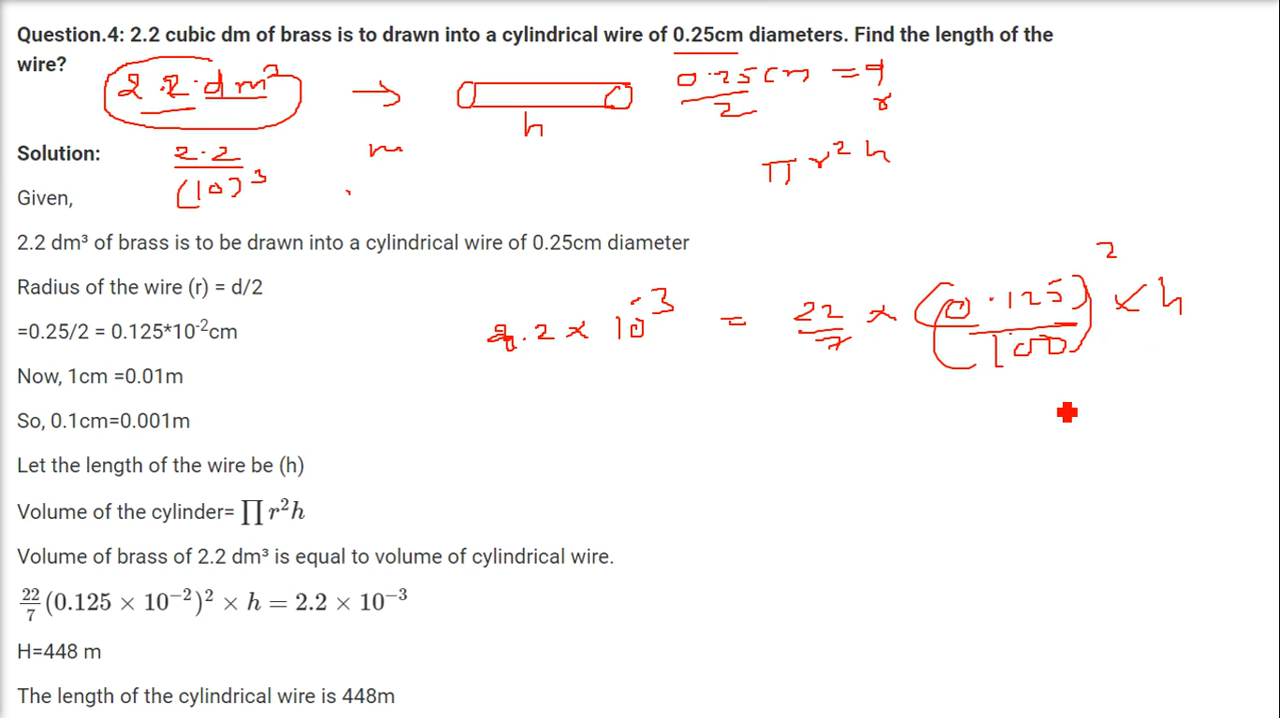 Question.4: 2.2 cubic dm of brass is to drawn into a cylindrical wire of 0.25cm diameters. Find the length of the
wire?
2.2 dm³ → h 0.25cm/2 = r
r
m
πr²h
Solution:
2.2/(10)³
Given,
2.2 dm³ of brass is to be drawn into a cylindrical wire of 0.25cm diameter
Radius of the wire (r) = d/2
2.2 × 10⁻³ = 22/7 × (0.125/100)² × h
=0.25/2 = 0.125*10⁻²cm
Now, 1cm =0.01m
So, 0.1cm=0.001m
Let the length of the wire be (h)
Volume of the cylinder= ∏r²h
Volume of brass of 2.2 dm³ is equal to volume of cylindrical wire.
22/7(0.125 × 10⁻²)² × h = 2.2 × 10⁻³
H=448 m
The length of the cylindrical wire is 448m